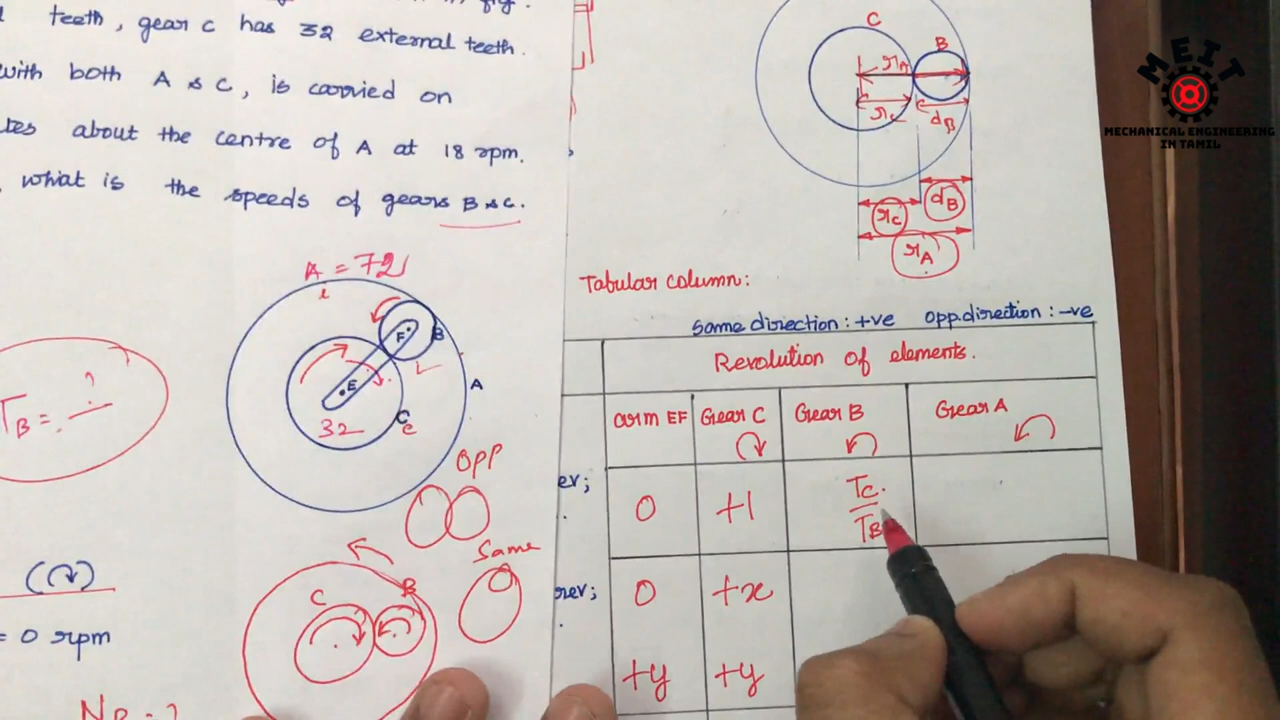 teeth, gear C has 32 external teeth.
with both A & C, is carried on
about the centre of A at 18 rpm.
what is the speeds of gears B & C.
A = 72
F
B
E
A
C
32
T_B = ?
opp
same
C
B
= 0 rpm
C
B
r_A
r_C
d_B
r_C
d_B
r_A
Tabular column:
Same direction: +ve opp.direction: -ve
Revolution of elements.
arm EF Gear C Gear B Gear A
0 +1 T_C/T_B
0 +x
+y +y
MEIT
MECHANICAL ENGINEERING
IN TAMIL